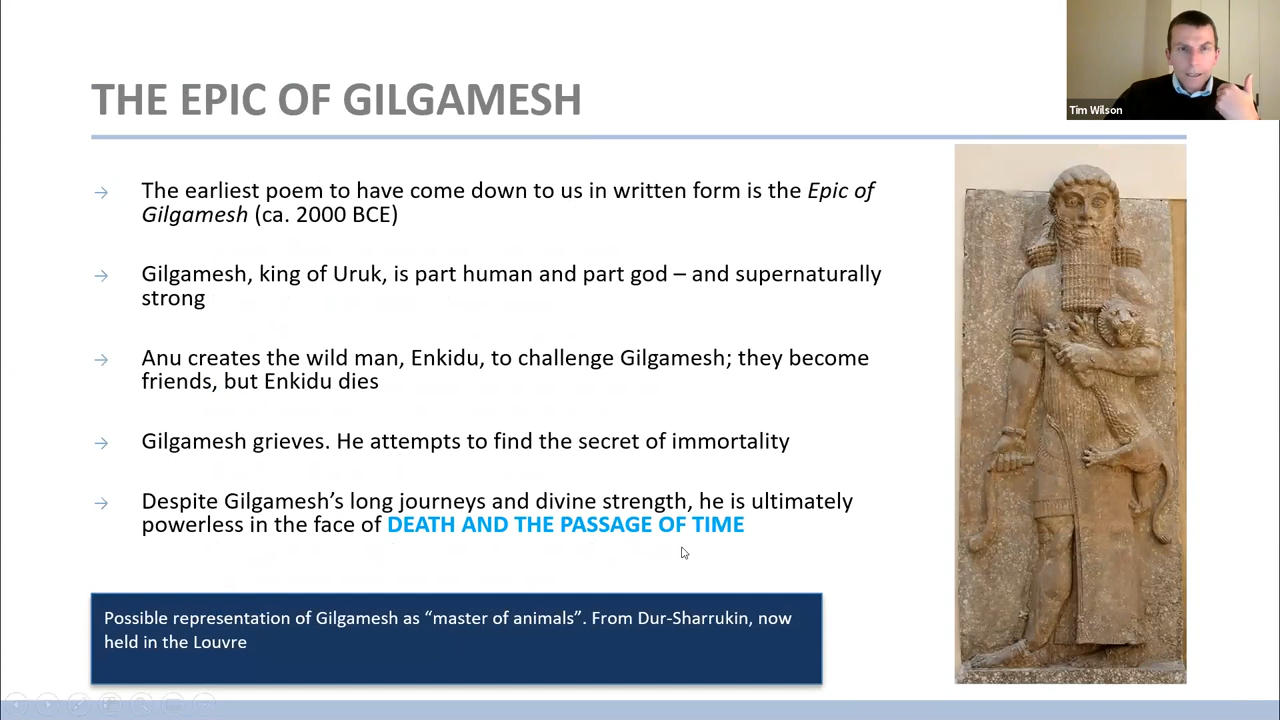 Tim Wilson
THE EPIC OF GILGAMESH
The earliest poem to have come down to us in written form is the Epic of
Gilgamesh (ca. 2000 BCE)
Gilgamesh, king of Uruk, is part human and part god – and supernaturally
strong
Anu creates the wild man, Enkidu, to challenge Gilgamesh; they become
friends, but Enkidu dies
Gilgamesh grieves. He attempts to find the secret of immortality
Despite Gilgamesh’s long journeys and divine strength, he is ultimately
powerless in the face of DEATH AND THE PASSAGE OF TIME
Possible representation of Gilgamesh as “master of animals”. From Dur-Sharrukin, now
held in the Louvre